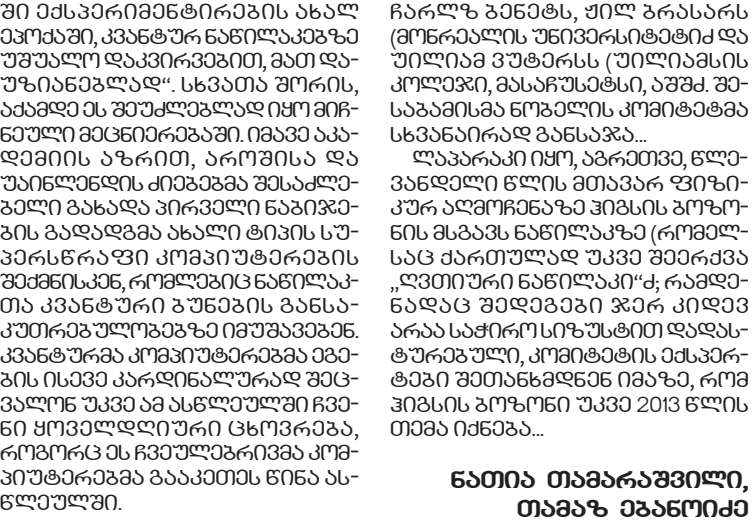 ში ექსპერიმენტირების ახალ
ეპოქაში, კვანტურ ნაწილაკებზე
უშუალო დაკვირვებით, მათ და-
უზიანებლად“. სხვათა შორის,
აქამდე ეს შეუძლებლად იყო მიჩ-
ნეული მეცნიერებაში. იმავე აკა-
დემიის აზრით, აროშისა და
უაინლენდის ძიებებმა შესაძლე-
ბელი გახადა პირველი ნაბიჯე-
ბის გადადგმა ახალი ტიპის სუ-
პერსწრაფი კომპიუტერების
შექმნისკენ, რომლებიც ნაწილაკ-
თა კვანტური ბუნების განსა-
კუთრებულობებზე იმუშავებენ.
კვანტურმა კომპიუტერებმა ეგე-
ბის ისევე კარდინალურად შეც-
ვალონ უკვე ამ ასწლეულში ჩვე-
ნი ყოველდღიური ცხოვრება,
როგორც ეს ჩვეულებრივმა კომ-
პიუტერებმა გააკეთეს წინა ას-
წლეულში.
ჩარლზ ბენეტს, ჟილ ბრასარს
(მონრეალის უნივერსიტეტიძ და
უილიამ ვუტერსს (უილიამსის
კოლეჯი, მასაჩუსეტსი, აშშძ. შე-
საბამისმა ნობელის კომიტეტმა
სხვანაირად განსაჯა...
ლაპარაკი იყო, აგრეთვე, წლე-
ვანდელი წლის მთავარ ფიზი-
კურ აღმოჩენაზე ჰიგსის ბოზო-
ნის მსგავს ნაწილაკზე (რომელ-
საც ქართულად უკვე შეერქვა
„ღვთიური ნაწილაკი“ძ; რამდე-
ნადაც შედეგები ჯერ კიდევ
არაა საჭირო სიზუსტით დადას-
ტურებული, კომიტეტის ექსპერ-
ტები შეთანხმდნენ იმაზე, რომ
ჰიგსის ბოზონი უკვე 2013 წლის
თემა იქნება...
ნათია თამარაშვილი,
თამაზ ებანოიძე